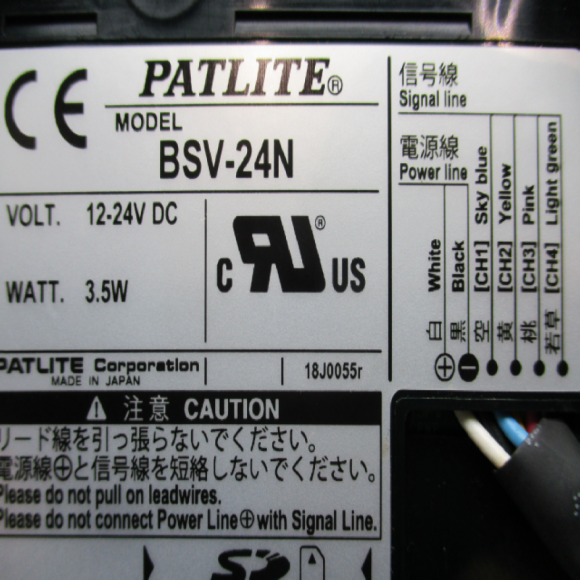 CE
PATLITE®
MODEL
BSV-24N
VOLT. 12-24V DC
WATT. 3.5W
C RU® US
PATLITE Corporation
MADE IN JAPAN
18J0055r
信号線
Signal line
電源線
Power line
⊕ 白 White
⊖ 黒 Black
● 空 [CH1] Sky blue
● 黄 [CH2] Yellow
● 桃 [CH3] Pink
● 若草 [CH4] Light green
注意 CAUTION
リード線を引っ張らないでください。
電源線⊕と信号線を短絡しないでください。
Please do not pull on leadwires.
Please do not connect Power Line⊕with Signal Line.
SD